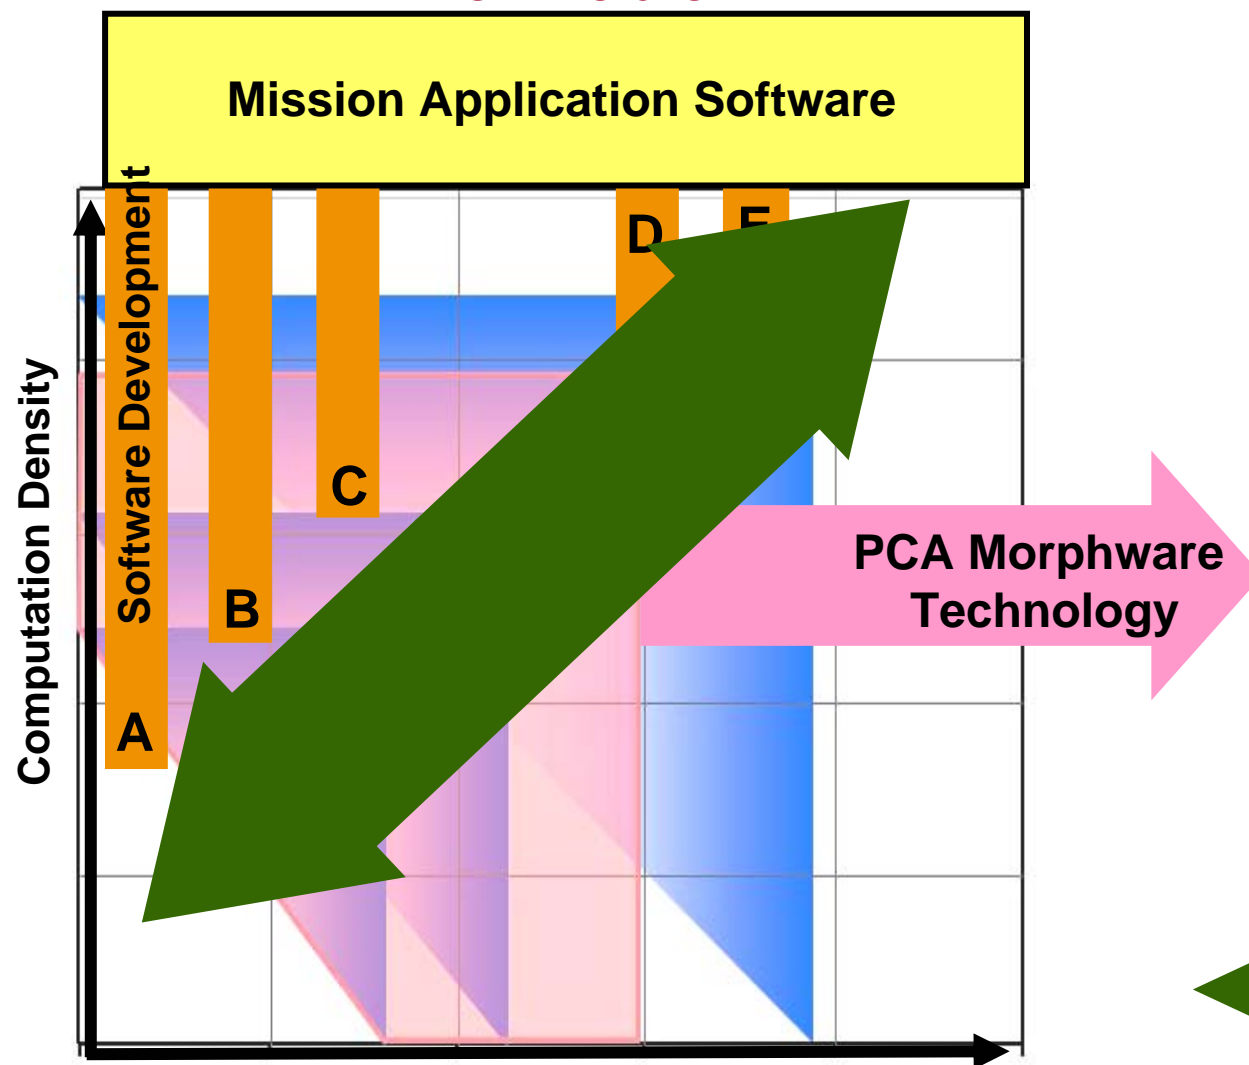 Mission Application Software
Software Development
A
B
C
D
E
Computation Density
PCA Morphware
Technology